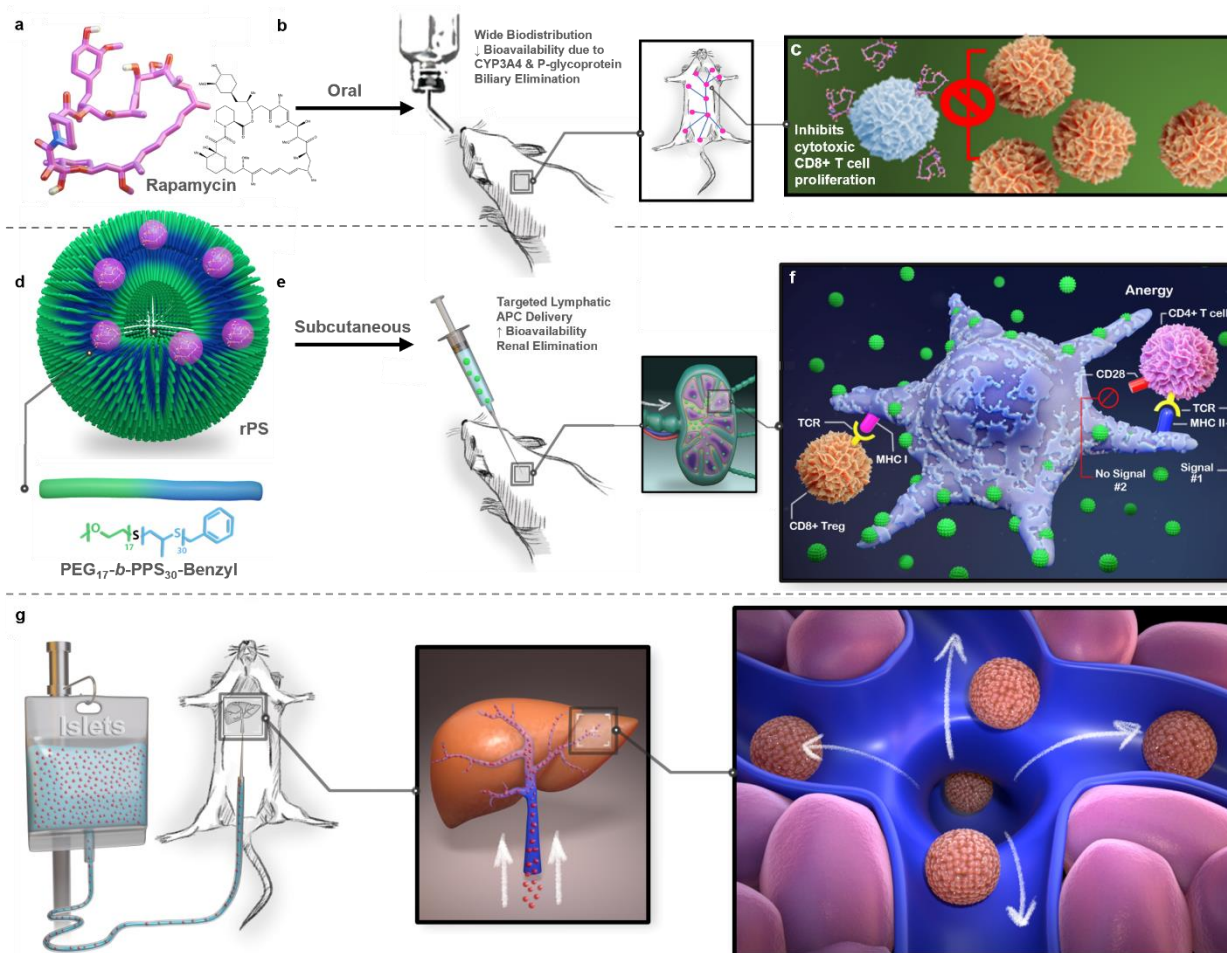 a
Rapamycin
Oral
b
Wide Biodistribution
↓ Bioavailability due to
CYP3A4 & P-glycoprotein
Biliary Elimination
c
Inhibits
cytotoxic
CD8+ T cell
proliferation
d
rPS
O
S
17
S
30
PEG17-b-PPS30-Benzyl
Subcutaneous
e
Targeted Lymphatic
APC Delivery
↑ Bioavailability
Renal Elimination
f
Anergy
CD4+ T cell
CD28
TCR
MHC II
TCR
MHC I
No Signal
#2
Signal
#1
CD8+ Treg
g
Islets